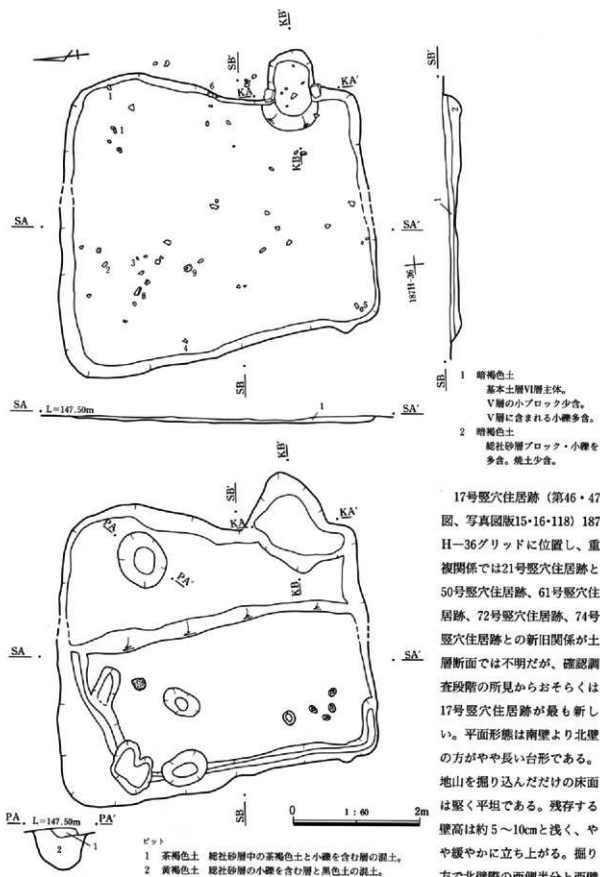 KB'
SB'
KA
KA'
SB'
6
1
1
2
KB
SA
SA'
1
3
2
9
8
187H-36
5
4
SB
SB
1 暗褐色土
基本土層VI層主体。
V層の小ブロック少含。
V層に含まれる小礫多含。
2 暗褐色土
総社砂層ブロック・小礫を
多含。焼土少含。
SA L=147.50m
1
SA'
KB'
SB'
KA
KA'
PA
PA'
KB
SA
SA'
SB
0 1:60 2m
PA L=147.50m PA'
1
2
ピット
1 茶褐色土 総社砂層中の茶褐色土と小礫を含む層の混土。
2 黄褐色土 総社砂層の小礫を含む層と黒色土の混土。
17号竪穴住居跡（第46・47
図、写真図版15・16・118）187
H―36グリッドに位置し、重
複関係では21号竪穴住居跡と
50号竪穴住居跡、61号竪穴住
居跡、72号竪穴住居跡、74号
竪穴住居跡との新旧関係が土
層断面では不明だが、確認調
査段階の所見からおそらくは
17号竪穴住居跡が最も新し
い。平面形態は南壁より北壁
の方がやや長い台形である。
地山を掘り込んだだけの床面
は堅く平坦である。残存する
壁高は約5～10cmと浅く、や
や緩やかに立ち上がる。掘り
方で北壁際の西側半分と西壁